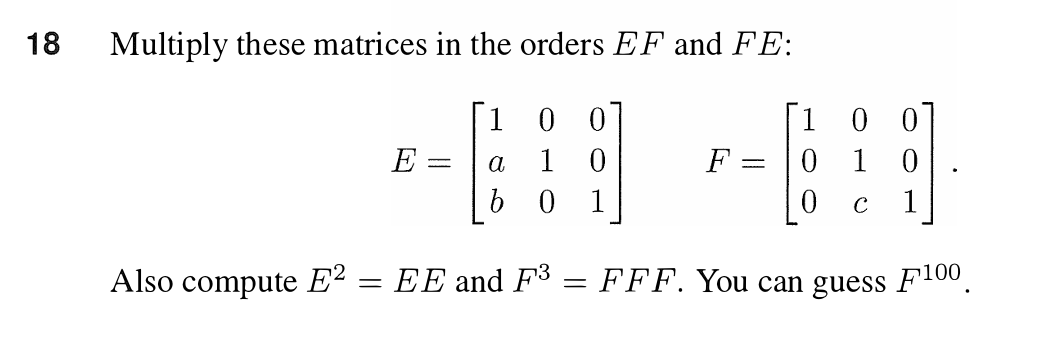 18 Multiply these matrices in the orders EF and FE:
E = [1 0 0; a 1 0; b 0 1] F = [1 0 0; 0 1 0; 0 c 1].
Also compute E² = EE and F³ = FFF. You can guess F¹⁰⁰.